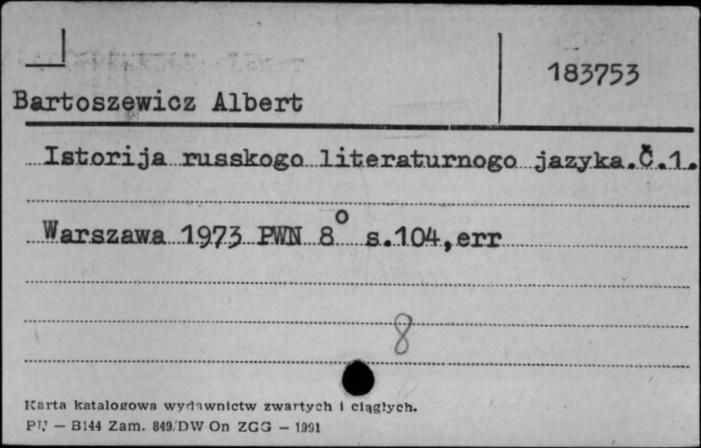 183753
Bartoszewicz Albert
Istorija russkogo literaturnogo jazyka.Č.1.
Warszawa 1973 PWN 8° s.104,err
8
Karta katalogowa wydawnictw zwartych i ciągłych.
PU — B144 Zam. 849/DW On ZGG — 1991